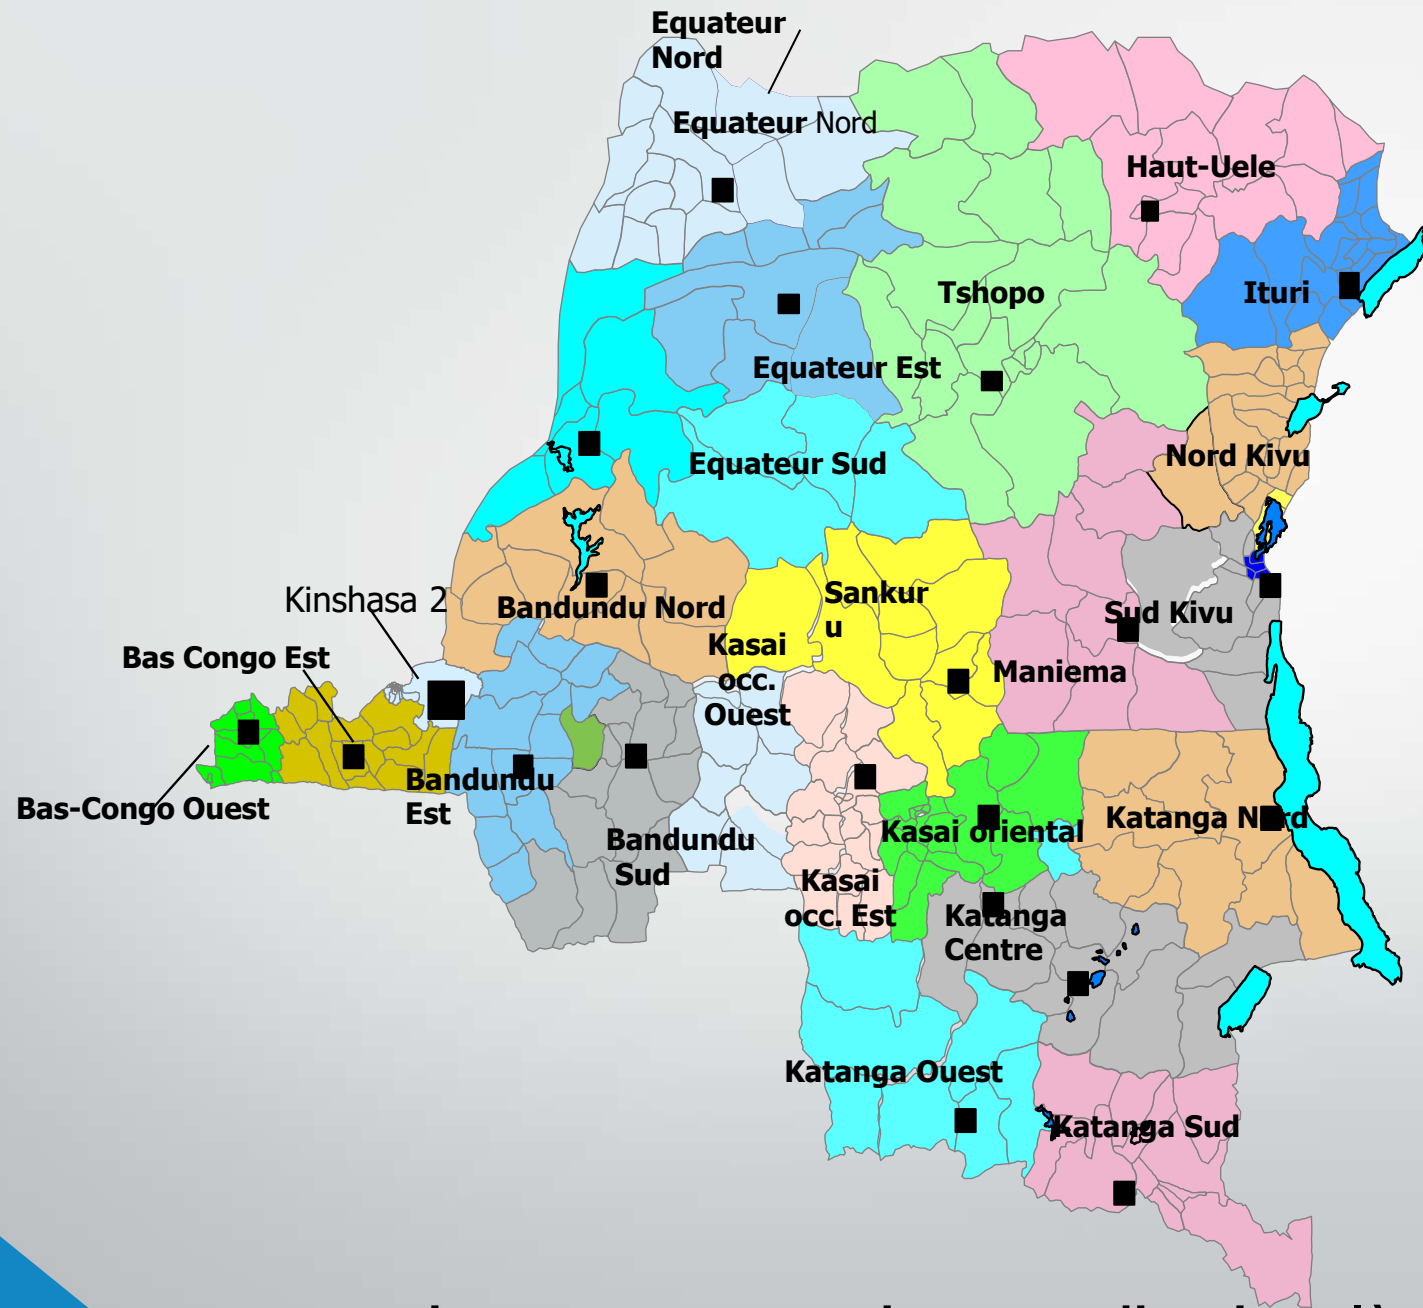 Equateur
Nord
Equateur Nord
Haut-Uele
Tshopo
Ituri
Equateur Est
Nord Kivu
Equateur Sud
Kinshasa 2
Bandundu Nord
Sankur
u
Sud Kivu
Kasai
occ.
Ouest
Bas Congo Est
Maniema
Bas-Congo Ouest
Bandundu
Est
Bandundu
Sud
Kasai oriental
Katanga Nord
Kasai
occ. Est
Katanga
Centre
Katanga Ouest
Katanga Sud